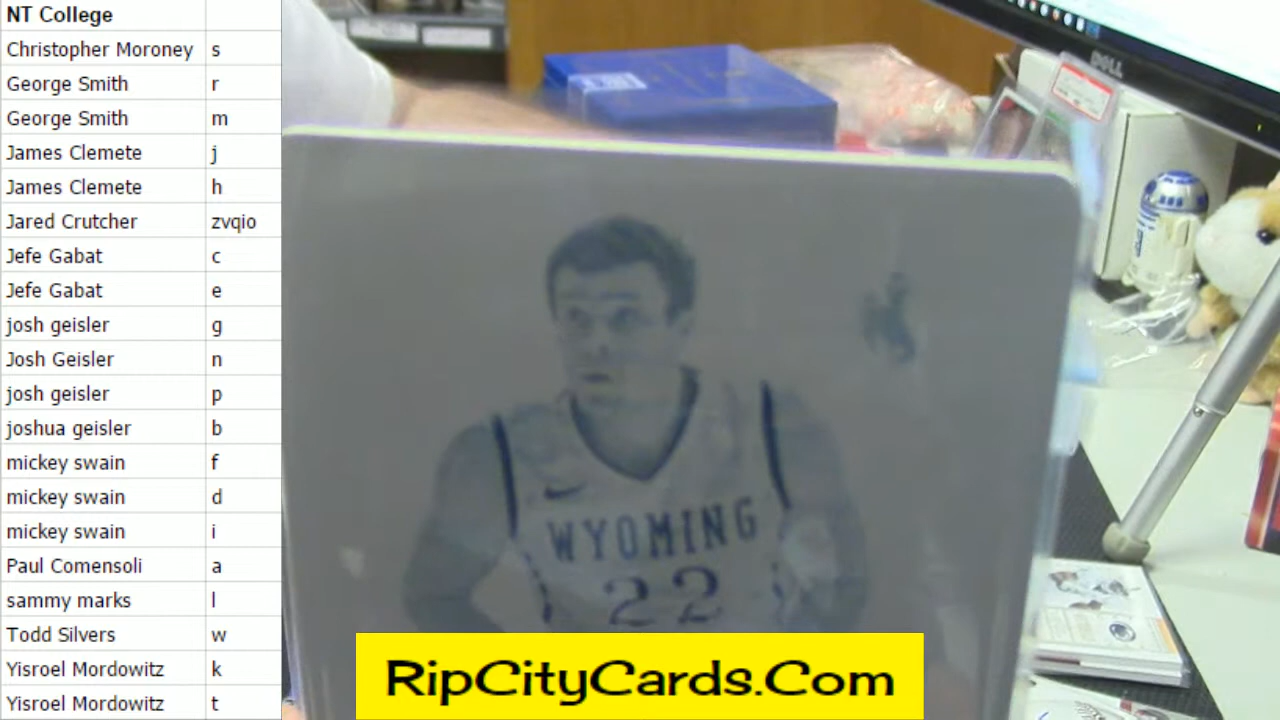 NT College
Christopher Moroney s
George Smith r
George Smith m
James Clemete j
James Clemete h
Jared Crutcher zvqio
Jefe Gabat c
Jefe Gabat e
josh geisler g
Josh Geisler n
josh geisler p
joshua geisler b
mickey swain f
mickey swain d
mickey swain i
Paul Comensoli a
sammy marks l
Todd Silvers w
Yisroel Mordowitz k
Yisroel Mordowitz t
DELL
WYOMING
22
RipCityCards.Com